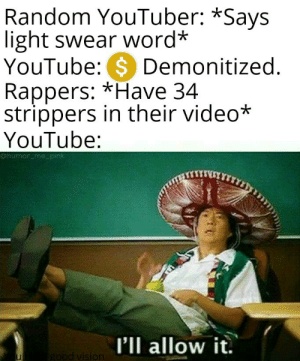 Random YouTuber: *Says
light swear word*
YouTube: $ Demonitized.
Rappers: *Have 34
strippers in their video*
YouTube:
I'll allow it.